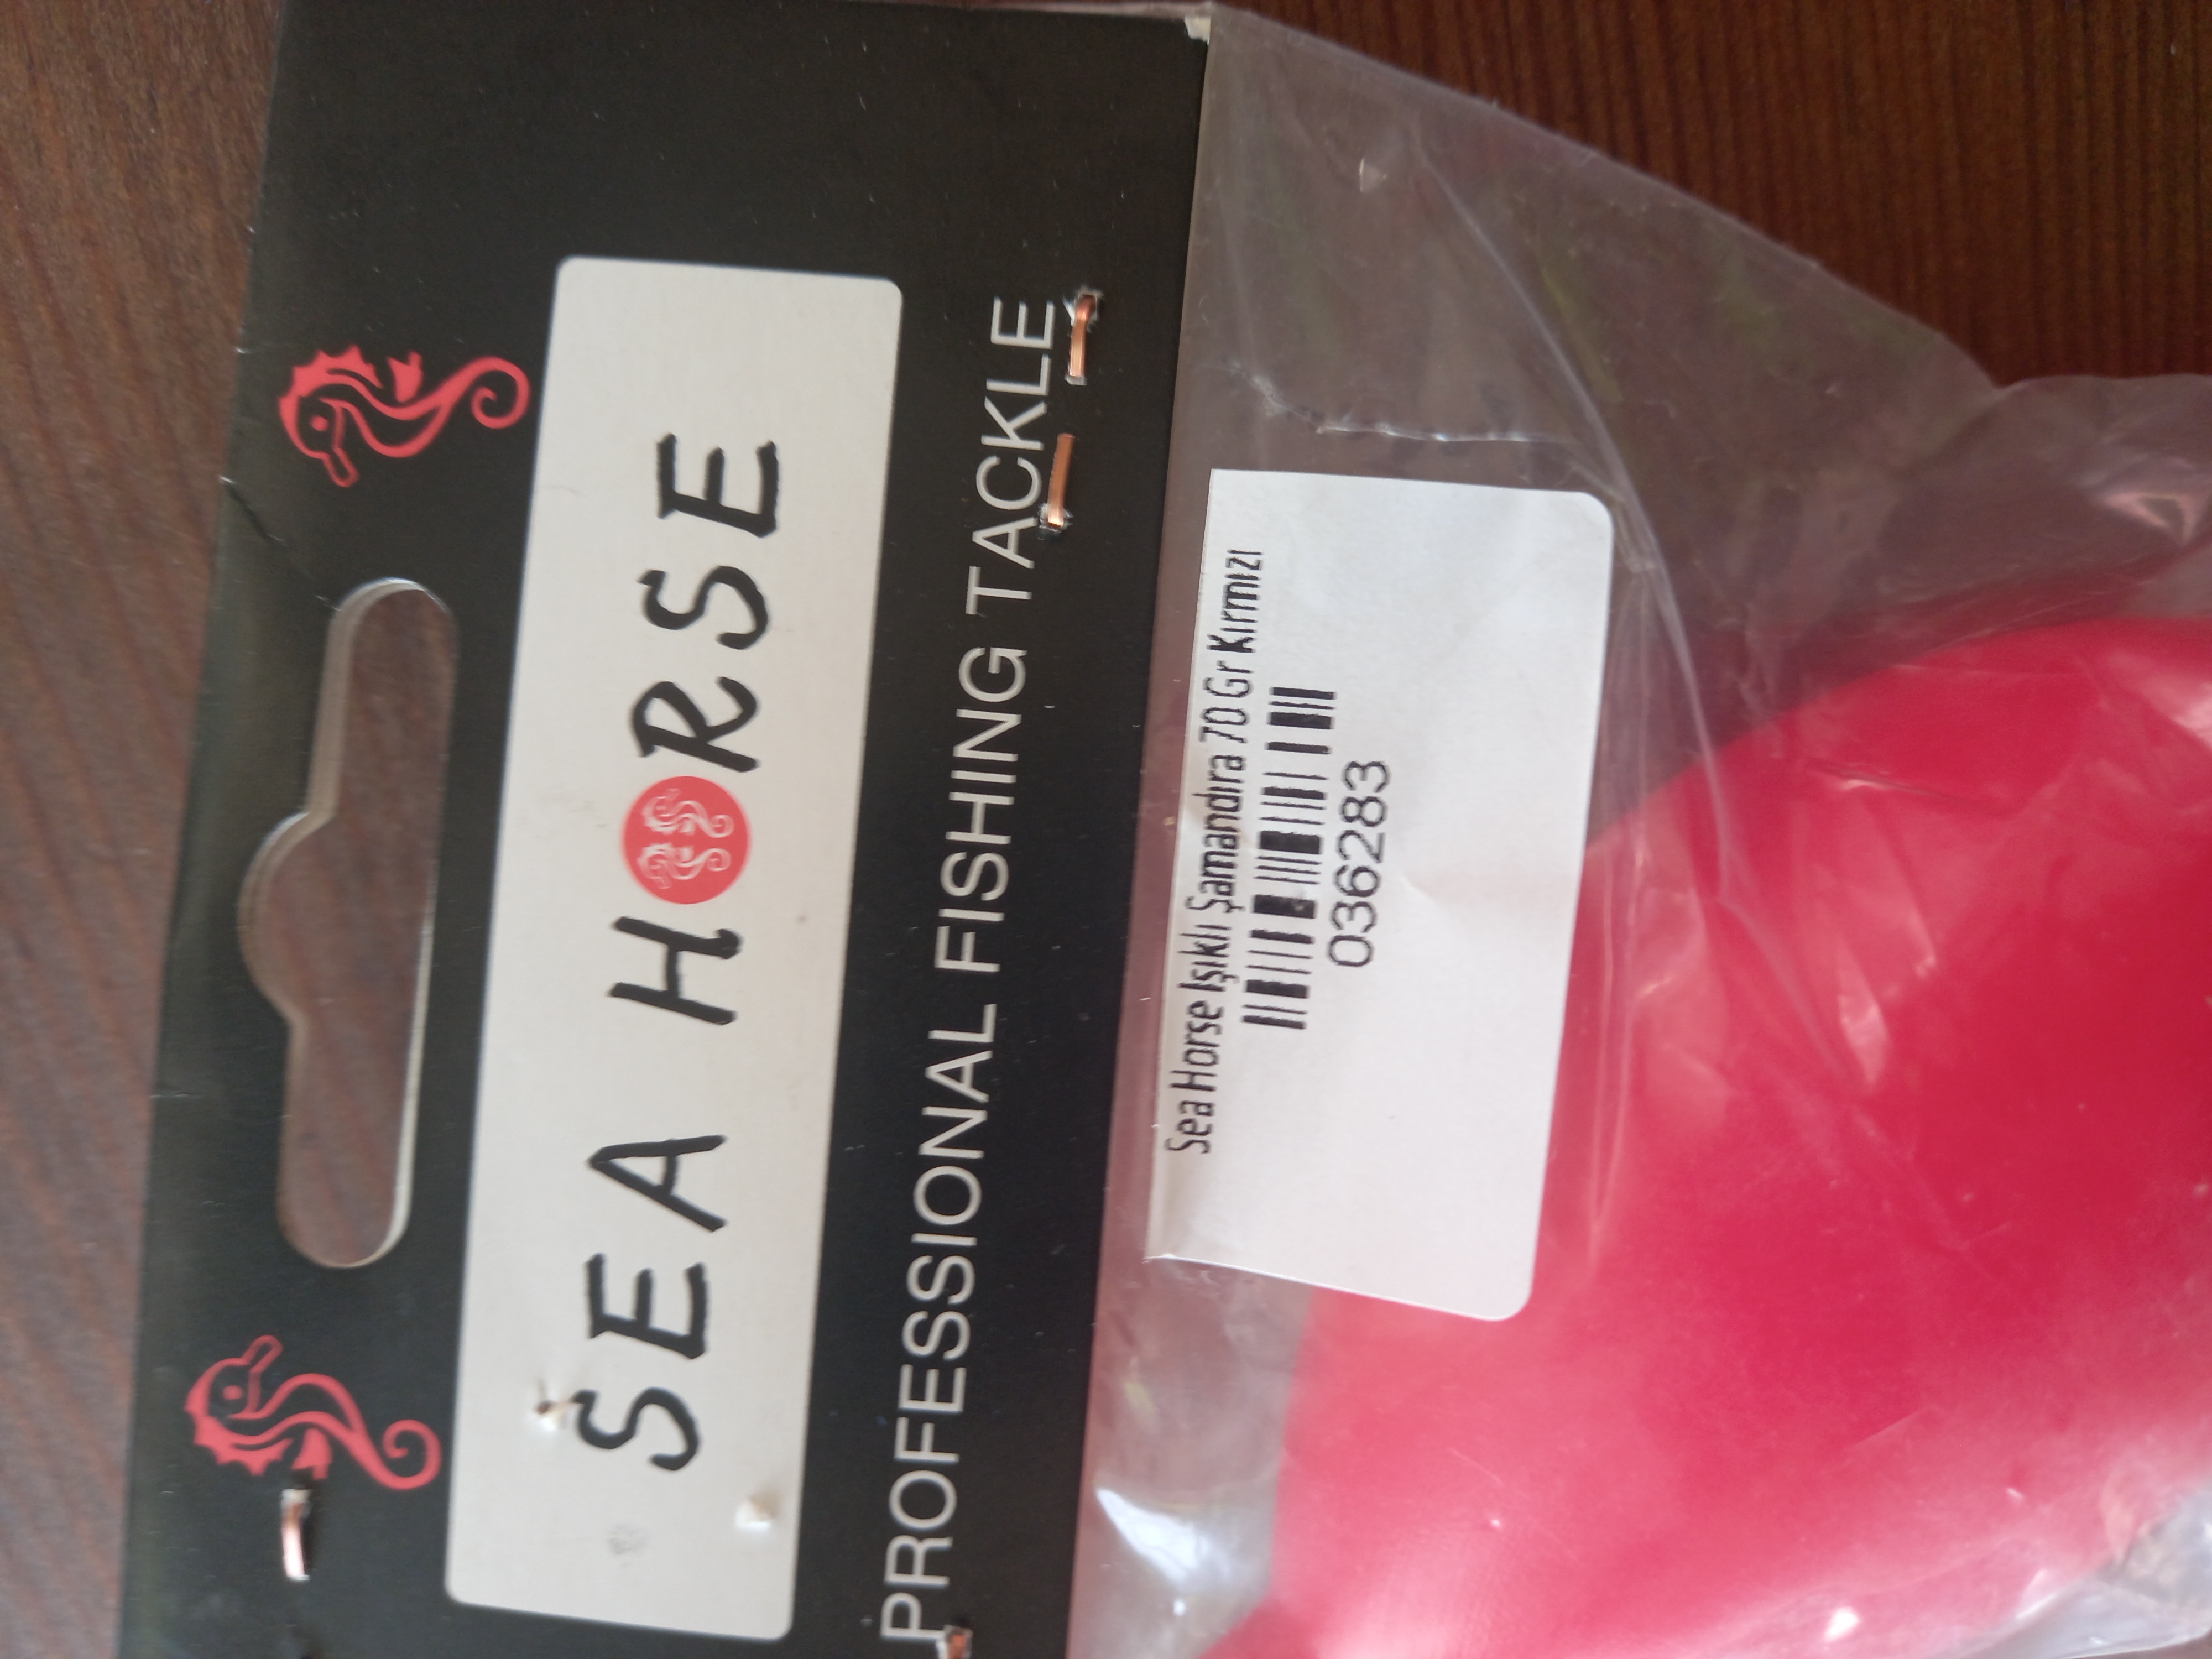 SEA HORSE
PROFESSIONAL FISHING TACKLE
Sea Horse Işıklı Şamandıra 70 Gr Kırmızı
036283